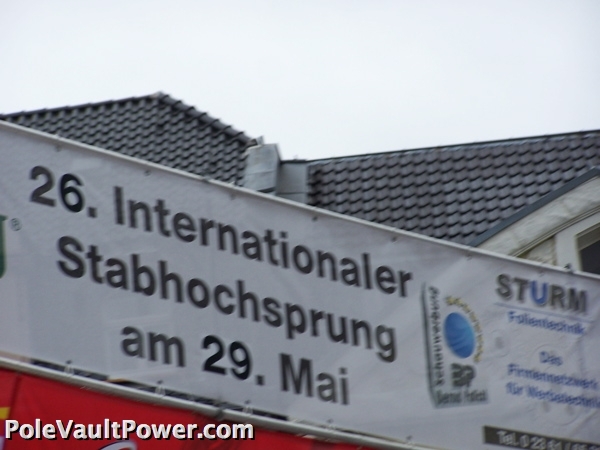 ®
26. Internationaler
Stabhochsprung
am 29. Mai
STURM
Folientechnik
Das
Firmennetzwerk
für Werbetechnik
PoleVaultPower.com